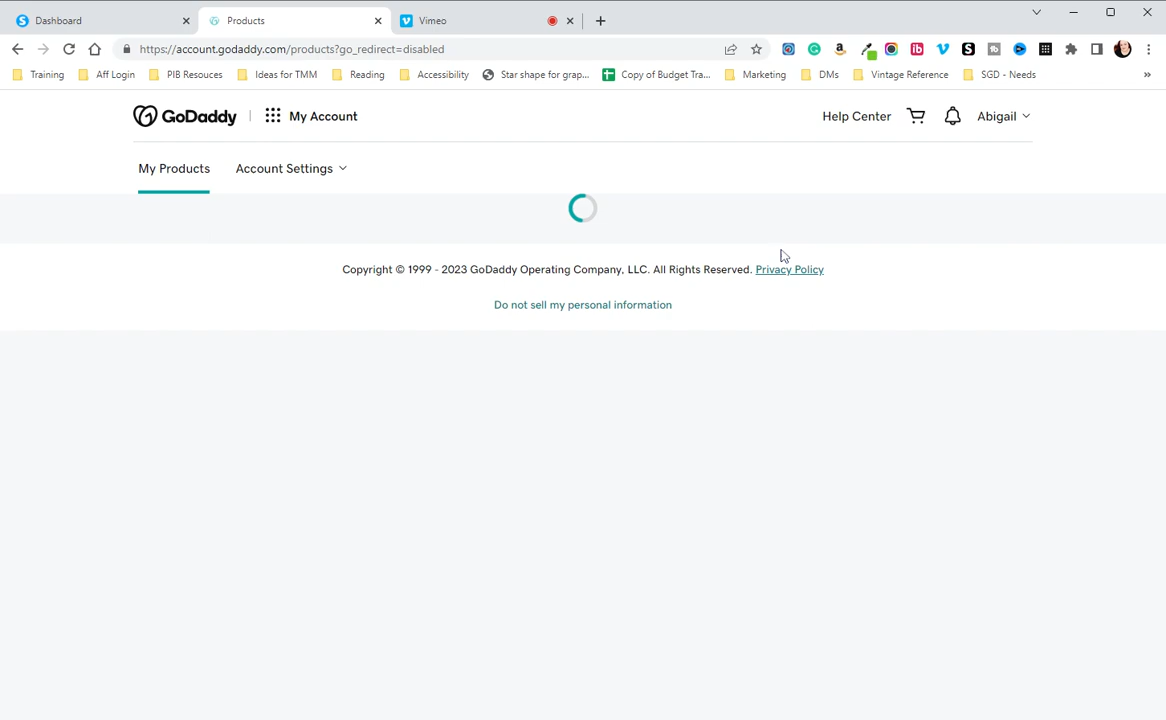 Dashboard
Products
Vimeo
https://account.godaddy.com/products?go_redirect=disabled
Training
Aff Login
PIB Resouces
Ideas for TMM
Reading
Accessibility
Star shape for grap...
Copy of Budget Tra...
Marketing
DMs
Vintage Reference
SGD - Needs
GoDaddy
My Account
Help Center
Abigail
My Products
Account Settings
Copyright © 1999 - 2023 GoDaddy Operating Company, LLC. All Rights Reserved. Privacy Policy
Do not sell my personal information